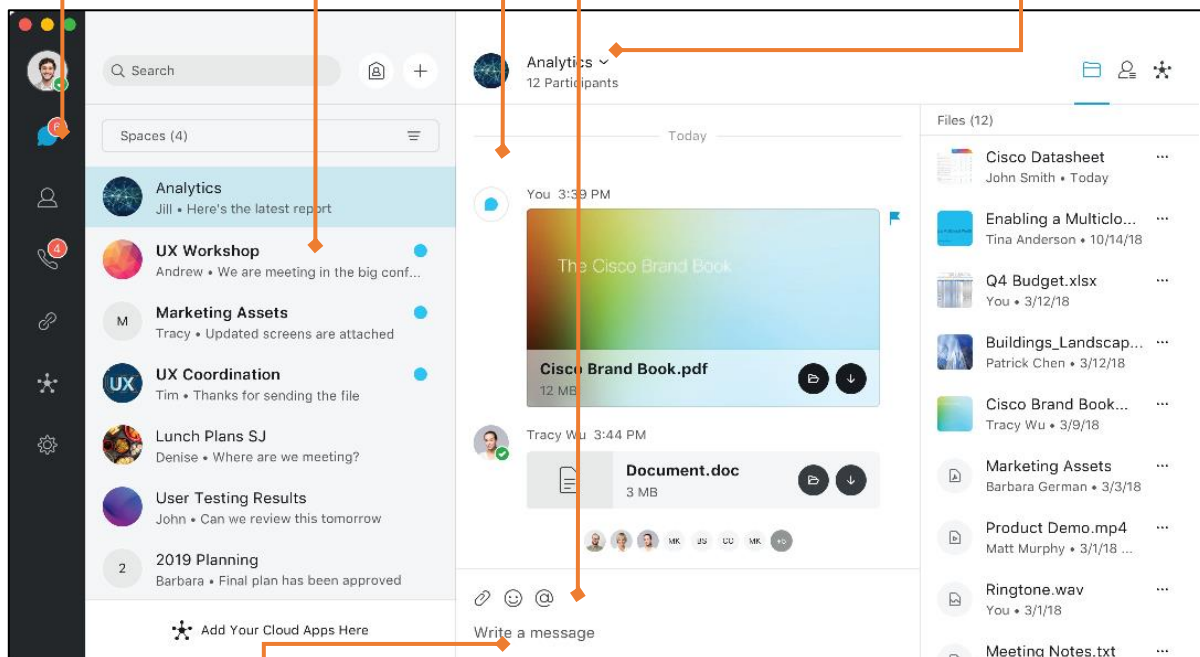 Search
Spaces (4)
6
4
Analytics
Jill • Here's the latest report
UX Workshop
Andrew • We are meeting in the big conf...
M
Marketing Assets
Tracy • Updated screens are attached
UX
UX Coordination
Tim • Thanks for sending the file
Lunch Plans SJ
Denise • Where are we meeting?
User Testing Results
John • Can we review this tomorrow
2
2019 Planning
Barbara • Final plan has been approved
Add Your Cloud Apps Here
Analytics
12 Participants
Today
You 3:39 PM
The Cisco Brand Book
Cisco Brand Book.pdf
12 MB
Tracy Wu 3:44 PM
Document.doc
3 MB
MK BS CC MK +5
@
Write a message
Files (12)
Cisco Datasheet ...
John Smith • Today
Enabling a Multiclo... ...
Tina Anderson • 10/14/18
Q4 Budget.xlsx ...
You • 3/12/18
Buildings_Landscap... ...
Patrick Chen • 3/12/18
Cisco Brand Book... ...
Tracy Wu • 3/9/18
Marketing Assets ...
Barbara German • 3/3/18
Product Demo.mp4 ...
Matt Murphy • 3/1/18 ...
Ringtone.wav ...
You • 3/1/18
Meeting Notes.txt ...